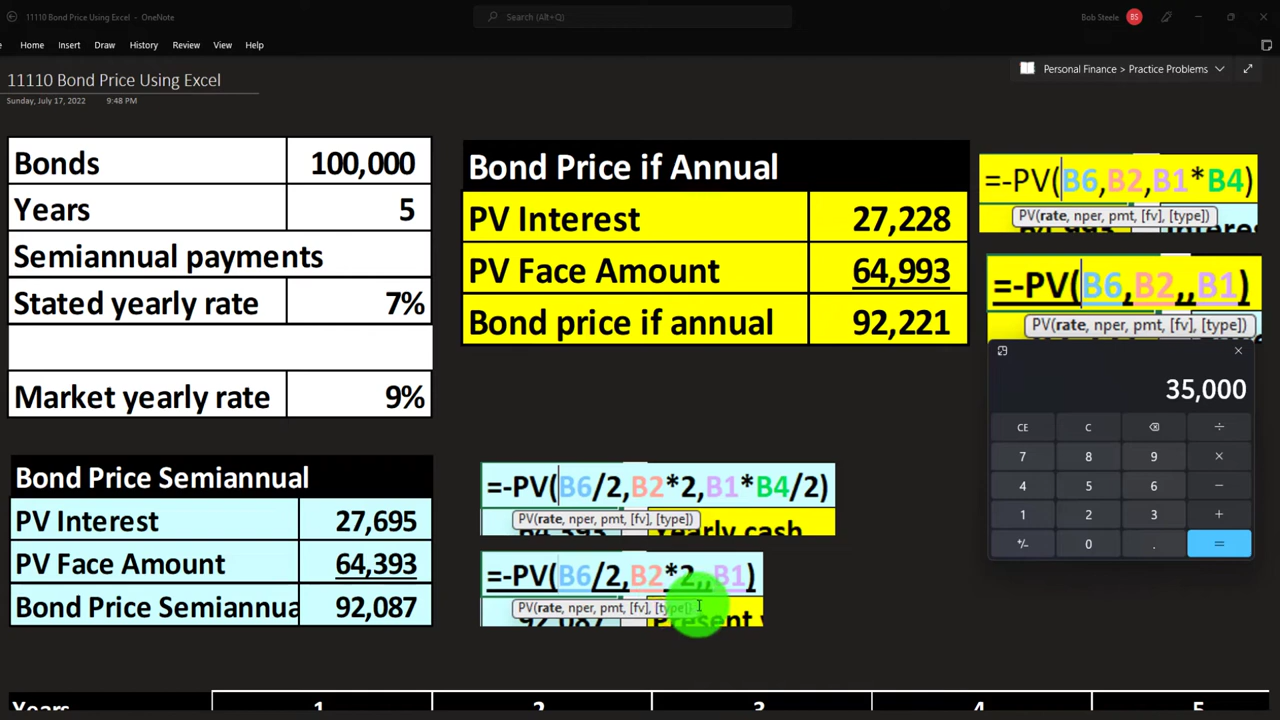 11110 Bond Price Using Excel - OneNote
Search (Alt+Q)
Bob Steele BS
Home Insert Draw History Review View Help
11110 Bond Price Using Excel
Sunday, July 17, 2022 9:48 PM
Personal Finance > Practice Problems
Bonds 100,000
Years 5
Semiannual payments
Stated yearly rate 7%
Market yearly rate 9%
Bond Price if Annual
PV Interest 27,228
PV Face Amount 64,993
Bond price if annual 92,221
=-PV(B6,B2,B1*B4)
PV(rate, nper, pmt, [fv], [type])
=-PV(B6,B2,,B1)
PV(rate, nper, pmt, [fv], [type])
35,000
CE C ÷
7 8 9 ×
4 5 6 −
1 2 3 +
+/- 0 . =
Bond Price Semiannual
PV Interest 27,695
PV Face Amount 64,393
Bond Price Semiannua 92,087
=-PV(B6/2,B2*2,B1*B4/2)
PV(rate, nper, pmt, [fv], [type])
Yearly cash
=-PV(B6/2,B2*2,,B1)
PV(rate, nper, pmt, [fv], [type])
92,087 Present
Years 1 2 3 4 5